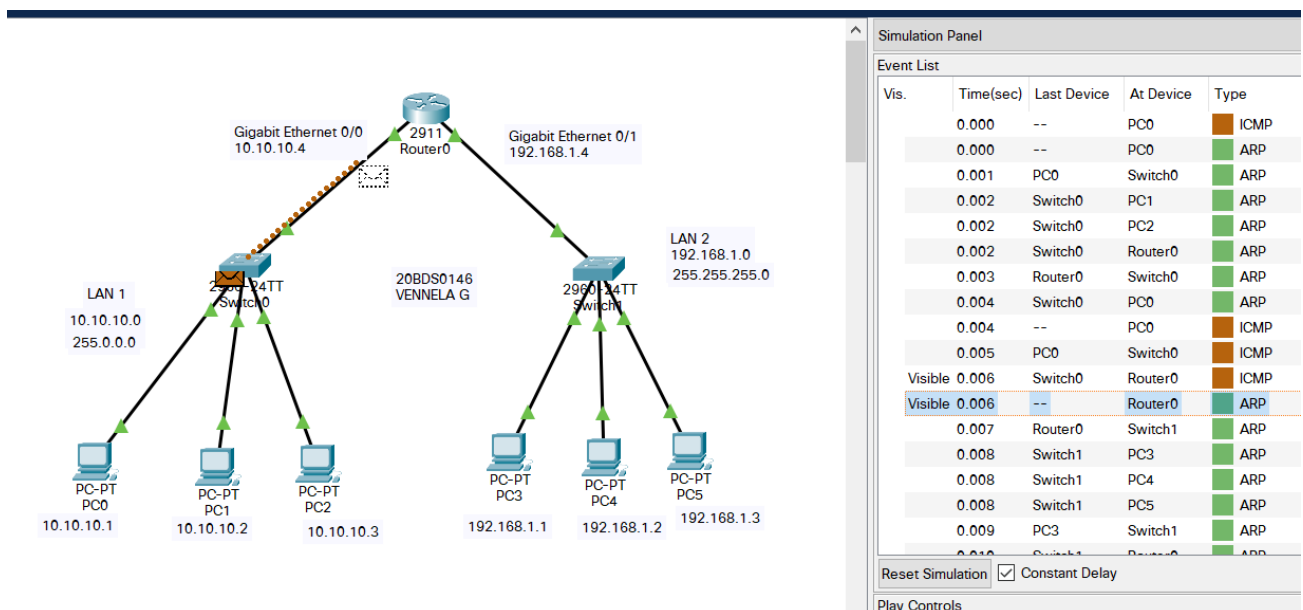 Gigabit Ethernet 0/0
10.10.10.4
2911
Router0
Gigabit Ethernet 0/1
192.168.1.4
LAN 1
10.10.10.0
255.0.0.0
2960-24TT
Switch0
20BDS0146
VENNELA G
2960-24TT
Switch1
LAN 2
192.168.1.0
255.255.255.0
PC-PT
PC0
10.10.10.1
PC-PT
PC1
10.10.10.2
PC-PT
PC2
10.10.10.3
PC-PT
PC3
192.168.1.1
PC-PT
PC4
192.168.1.2
PC-PT
PC5
192.168.1.3
Simulation Panel
Event List
Vis. Time(sec) Last Device At Device Type
0.000 -- PC0 ICMP
0.000 -- PC0 ARP
0.001 PC0 Switch0 ARP
0.002 Switch0 PC1 ARP
0.002 Switch0 PC2 ARP
0.002 Switch0 Router0 ARP
0.003 Router0 Switch0 ARP
0.004 Switch0 PC0 ARP
0.004 -- PC0 ICMP
0.005 PC0 Switch0 ICMP
Visible 0.006 Switch0 Router0 ICMP
Visible 0.006 -- Router0 ARP
0.007 Router0 Switch1 ARP
0.008 Switch1 PC3 ARP
0.008 Switch1 PC4 ARP
0.008 Switch1 PC5 ARP
0.009 PC3 Switch1 ARP
0.010 Switch1 Router0 ARP
Reset Simulation Constant Delay
Play Controls